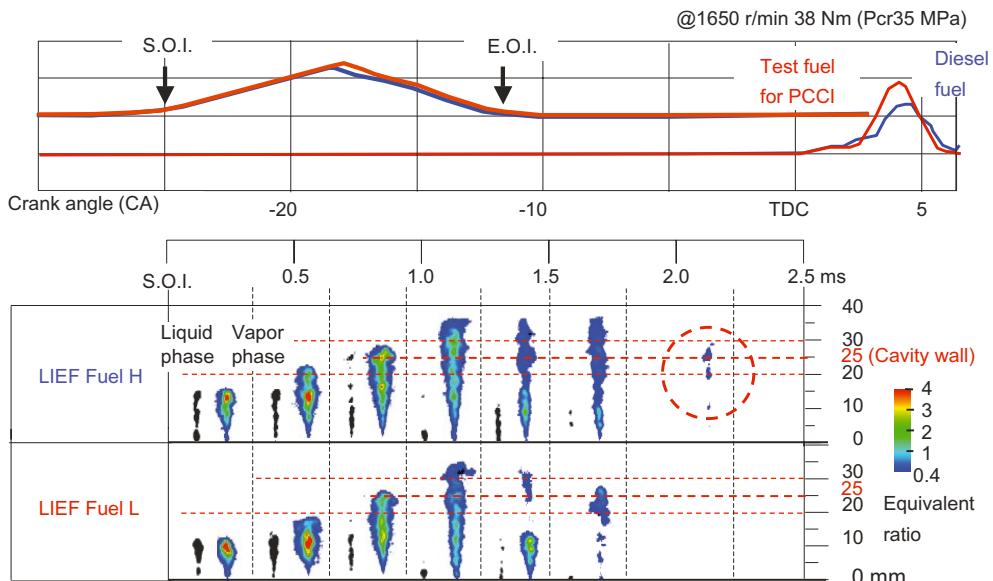 @1650 r/min 38 Nm (Pcr35 MPa)
S.O.I.
E.O.I.
Test fuel
for PCCI
Diesel
fuel
Crank angle (CA)
-20
-10
TDC
5
S.O.I.
0.5
1.0
1.5
2.0
2.5 ms
Liquid
phase
Vapor
phase
LIEF Fuel H
40
30
25 (Cavity wall)
20
10
0
LIEF Fuel L
30
25
20
10
0 mm
4
3
2
1
0.4
Equivalent
ratio